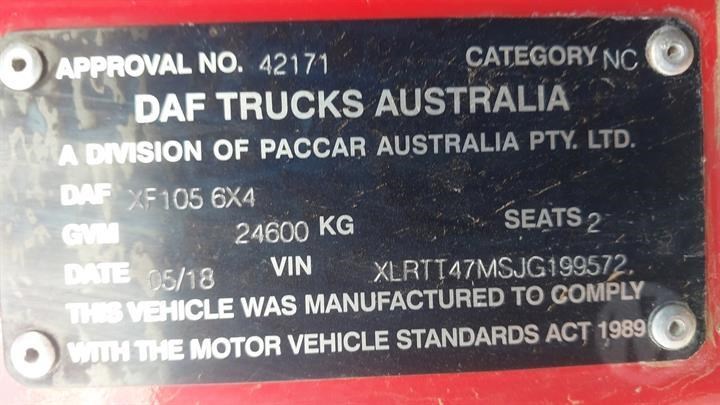 APPROVAL NO. 42171 CATEGORY NC
DAF TRUCKS AUSTRALIA
A DIVISION OF PACCAR AUSTRALIA PTY. LTD.
DAF XF105 6X4
GVM 24600 KG SEATS 2
DATE 05/18 VIN XLRTT47MSJG199572
THIS VEHICLE WAS MANUFACTURED TO COMPLY
WITH THE MOTOR VEHICLE STANDARDS ACT 1989